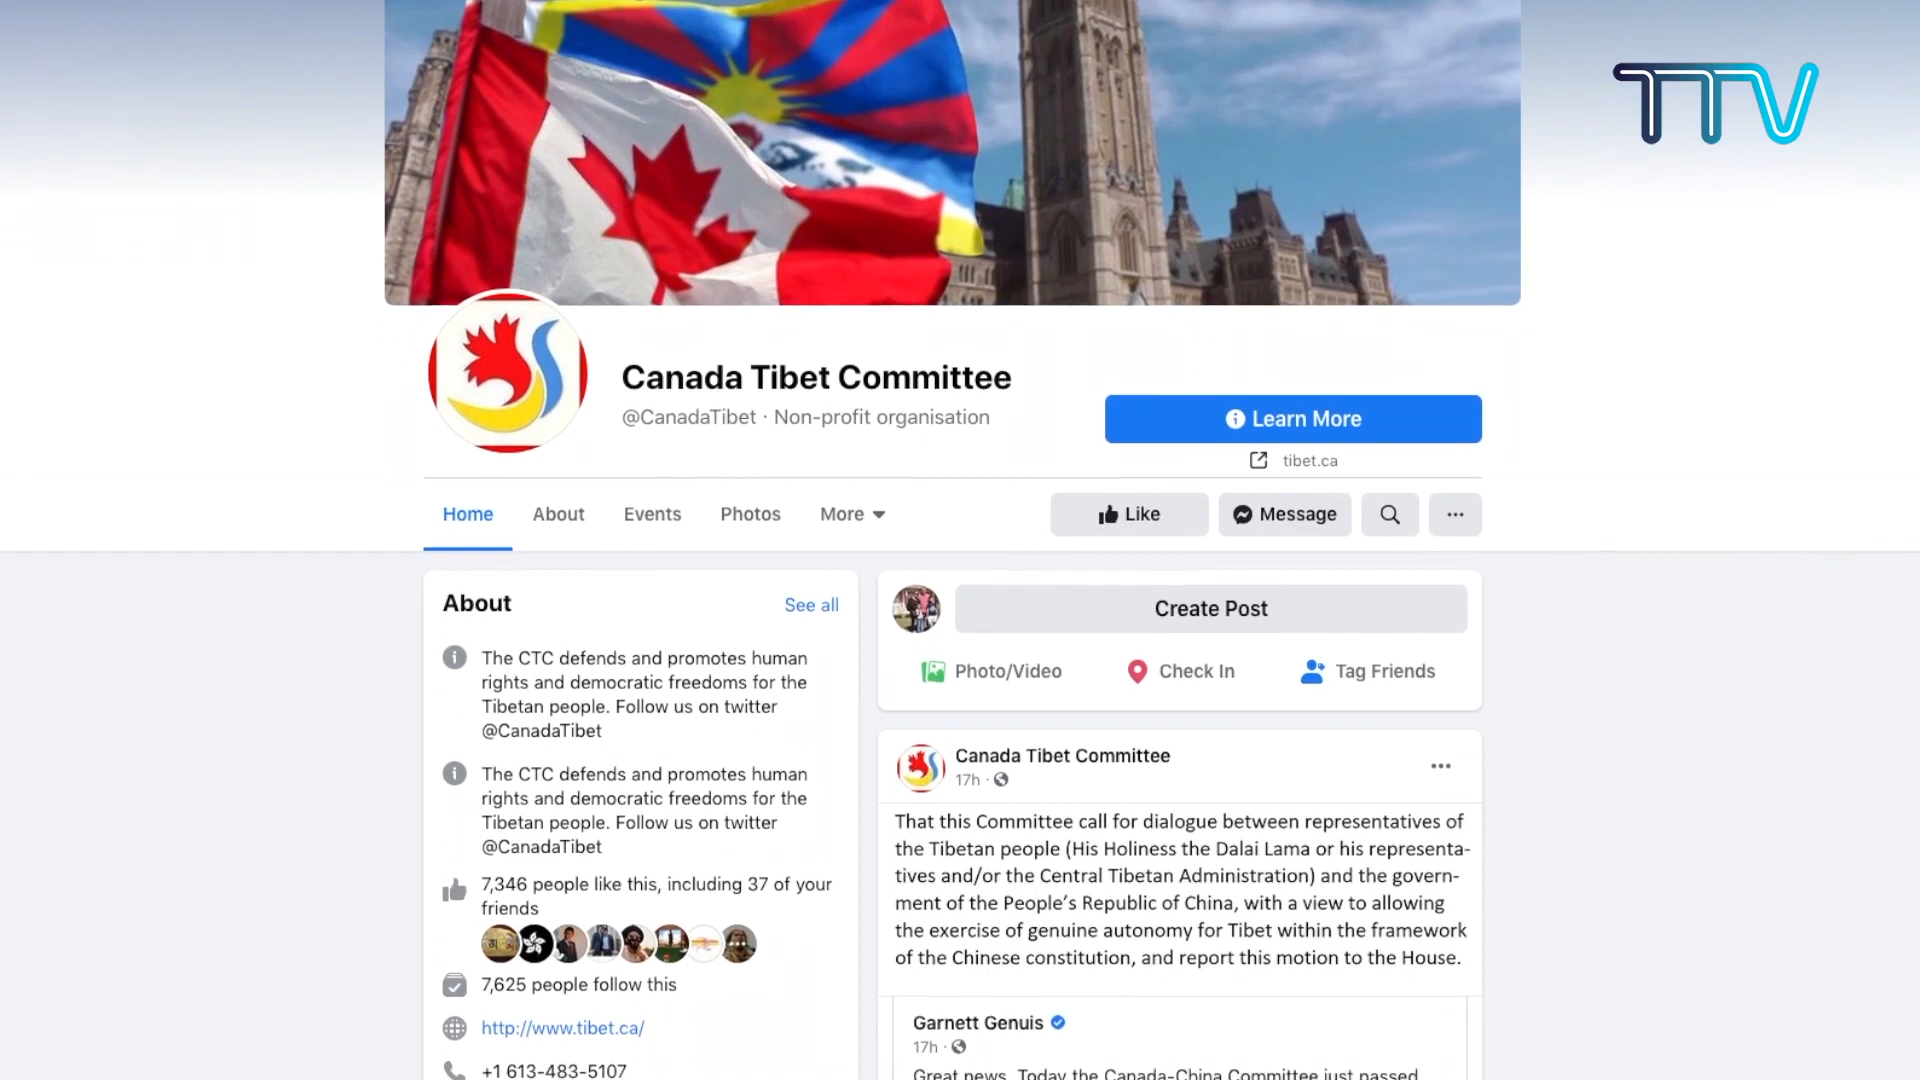 TTV
Canada Tibet Committee
@CanadaTibet · Non-profit organisation
Learn More
tibet.ca
Home
About
Events
Photos
More
Like
Message
About
See all
The CTC defends and promotes human
rights and democratic freedoms for the
Tibetan people. Follow us on twitter
@CanadaTibet
The CTC defends and promotes human
rights and democratic freedoms for the
Tibetan people. Follow us on twitter
@CanadaTibet
7,346 people like this, including 37 of your
friends
7,625 people follow this
http://www.tibet.ca/
+1 613-483-5107
Create Post
Photo/Video
Check In
Tag Friends
Canada Tibet Committee
17h ·
That this Committee call for dialogue between representatives of
the Tibetan people (His Holiness the Dalai Lama or his representa-
tives and/or the Central Tibetan Administration) and the govern-
ment of the People's Republic of China, with a view to allowing
the exercise of genuine autonomy for Tibet within the framework
of the Chinese constitution, and report this motion to the House.
Garnett Genuis
17h ·
Great news. Today the Canada-China Committee just passed